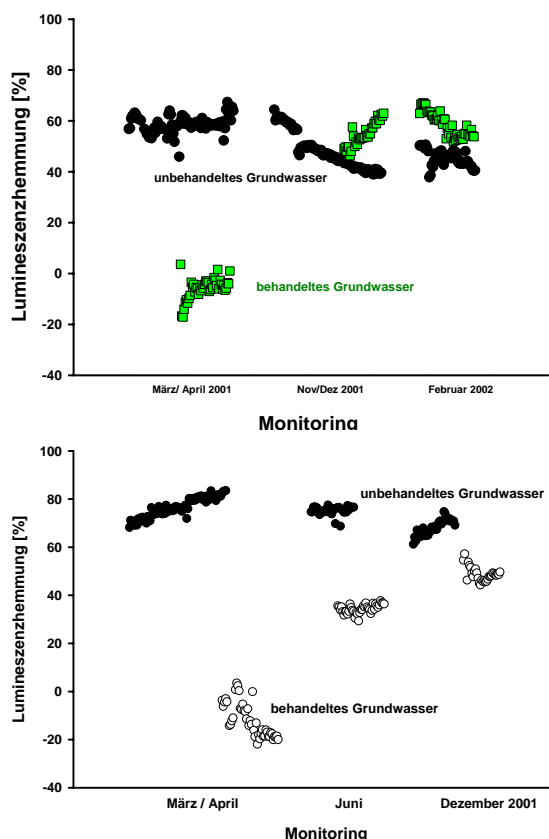 100
80
60
40
20
0
-20
-40
Lumineszenzhemmung [%]
unbehandeltes Grundwasser
behandeltes Grundwasser
März/ April 2001
Nov/Dez 2001
Februar 2002
Monitoring
100
80
60
40
20
0
-20
-40
Lumineszenzhemmung [%]
unbehandeltes Grundwasser
behandeltes Grundwasser
März / April
Juni
Dezember 2001
Monitoring